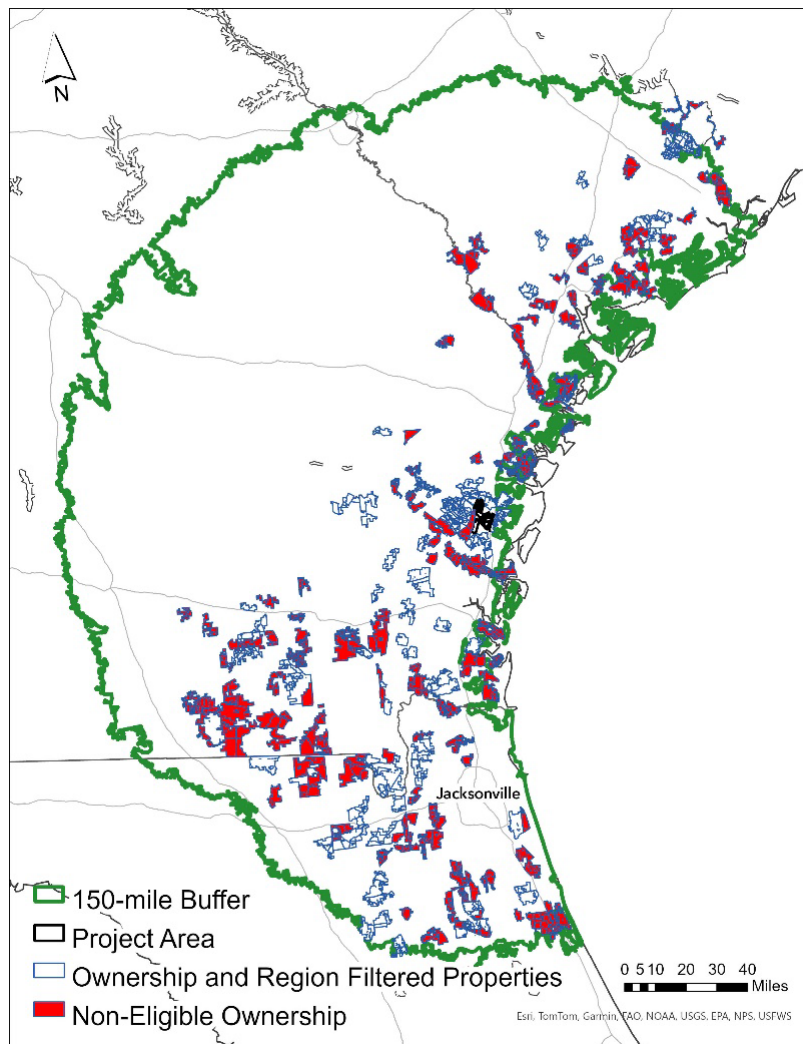 N
Jacksonville
150-mile Buffer
Project Area
Ownership and Region Filtered Properties
Non-Eligible Ownership
0 5 10 20 30 40
Miles
Esri, TomTom, Garmin, FAO, NOAA, USGS, EPA, NPS, USFWS